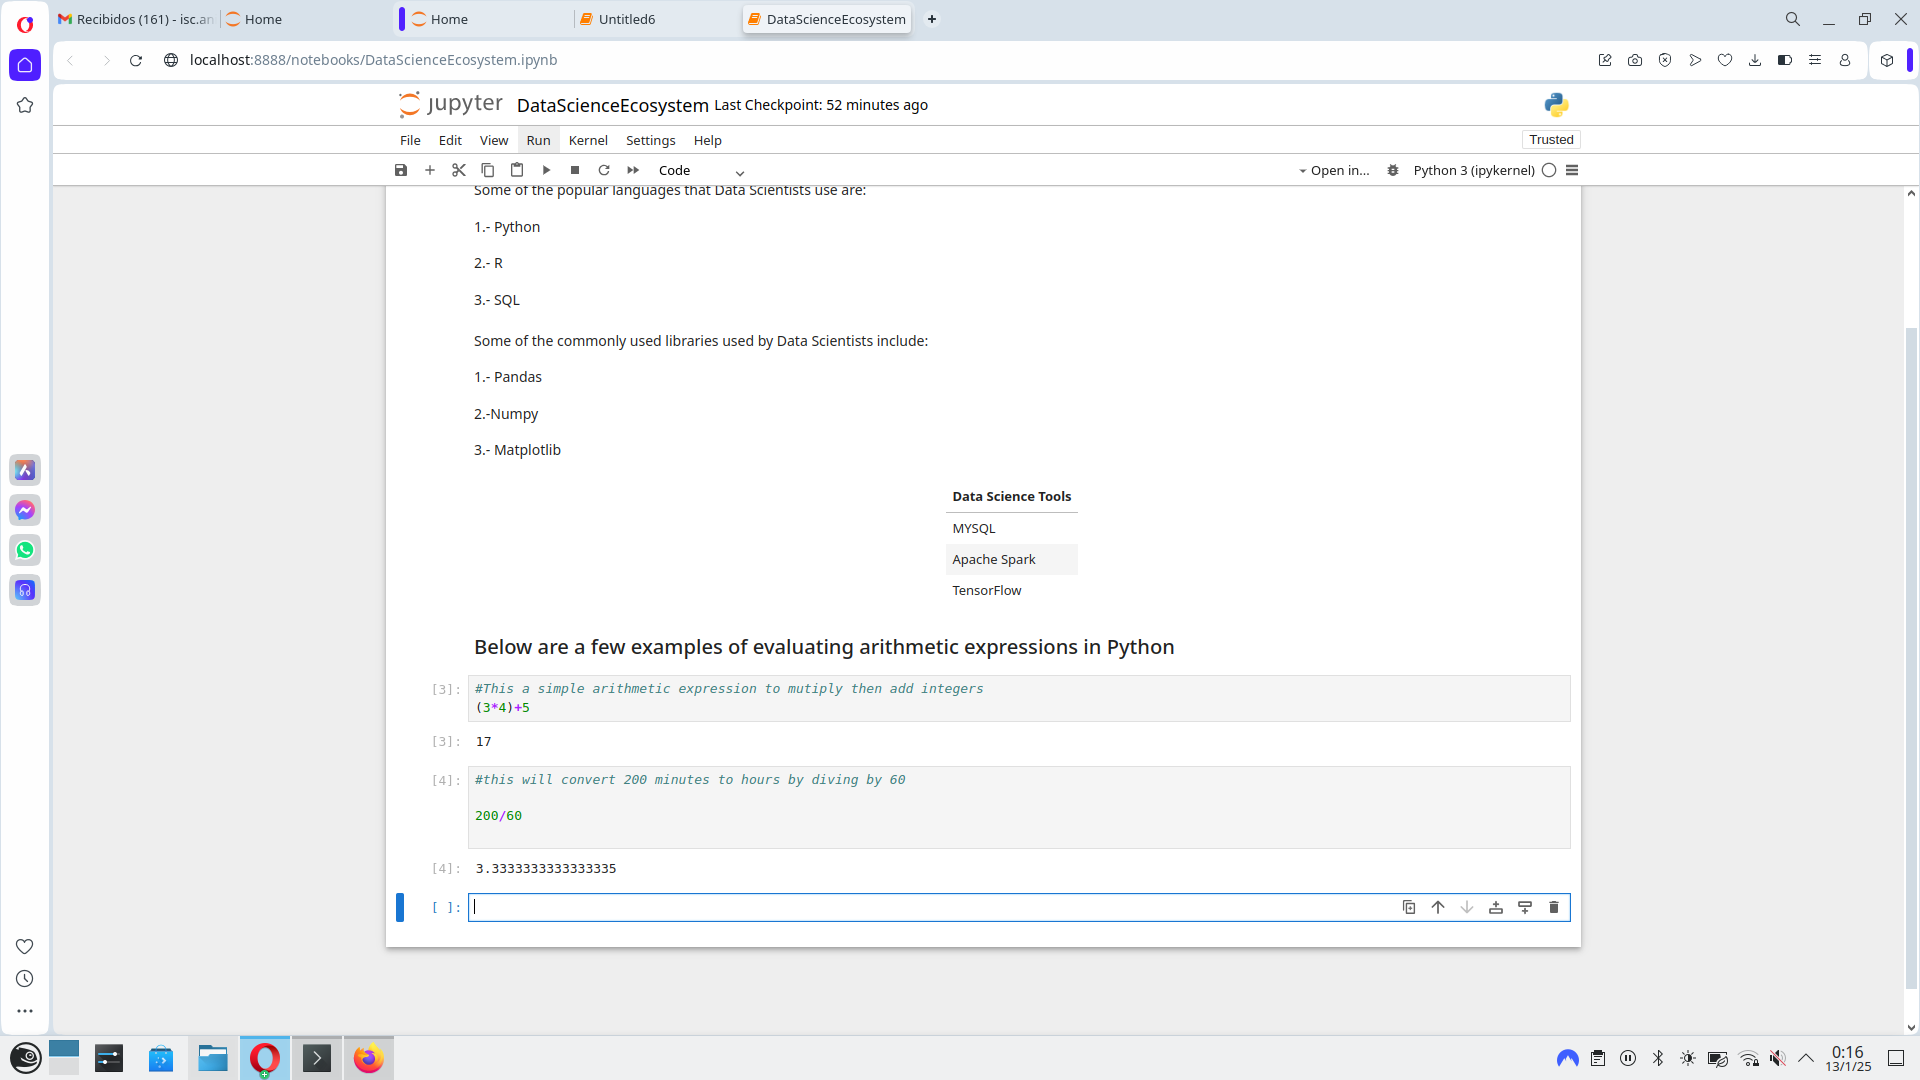 Recibidos (161) - isc.an
Home
Home
Untitled6
DataScienceEcosystem
localhost:8888/notebooks/DataScienceEcosystem.ipynb
jupyter DataScienceEcosystem Last Checkpoint: 52 minutes ago
File Edit View Run Kernel Settings Help
Trusted
Code
Open in...
Python 3 (ipykernel)
Some of the popular languages that Data Scientists use are:
1.- Python
2.- R
3.- SQL
Some of the commonly used libraries used by Data Scientists include:
1.- Pandas
2.-Numpy
3.- Matplotlib
Data Science Tools
MYSQL
Apache Spark
TensorFlow
Below are a few examples of evaluating arithmetic expressions in Python
[3]: #This a simple arithmetic expression to mutiply then add integers
(3*4)+5
[3]: 17
[4]: #this will convert 200 minutes to hours by diving by 60
200/60
[4]: 3.3333333333333335
[ ]:
0:16
13/1/25